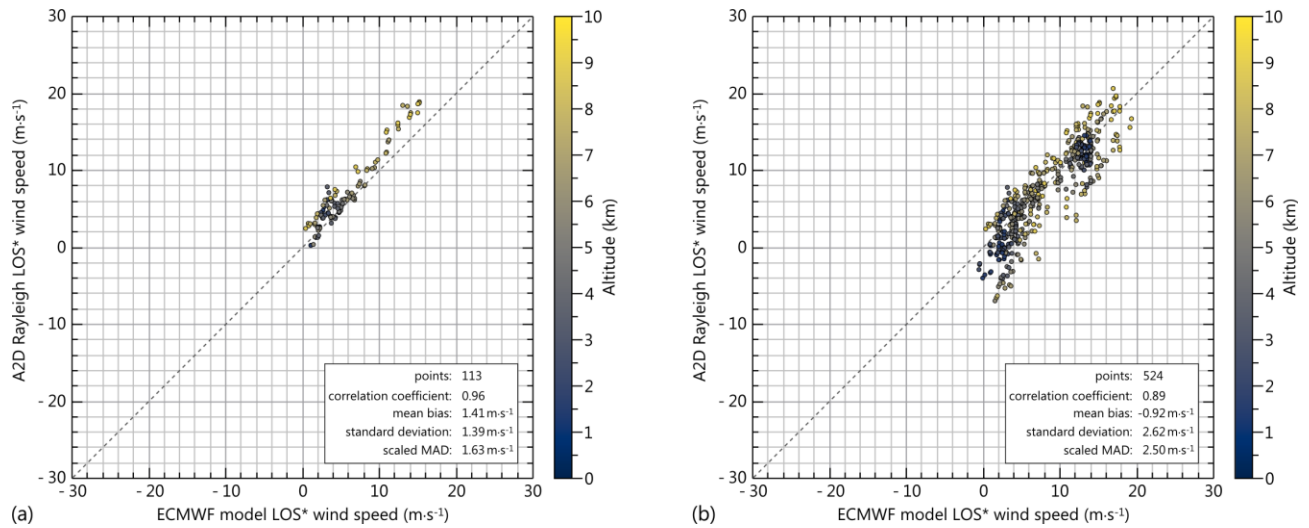 30
20
10
0
- 10
- 20
- 30
A2D Rayleigh LOS* wind speed (m·s⁻¹)
- 30
- 20
- 10
0
10
20
30
ECMWF model LOS* wind speed (m·s⁻¹)
points: 113
correlation coefficient: 0.96
mean bias: 1.41 m·s⁻¹
standard deviation: 1.39 m·s⁻¹
scaled MAD: 1.63 m·s⁻¹
10
9
8
7
6
5
4
3
2
1
0
Altitude (km)
(a)
30
20
10
0
- 10
- 20
- 30
A2D Rayleigh LOS* wind speed (m·s⁻¹)
- 30
- 20
- 10
0
10
20
30
ECMWF model LOS* wind speed (m·s⁻¹)
points: 524
correlation coefficient: 0.89
mean bias: -0.92 m·s⁻¹
standard deviation: 2.62 m·s⁻¹
scaled MAD: 2.50 m·s⁻¹
10
9
8
7
6
5
4
3
2
1
0
Altitude (km)
(b)